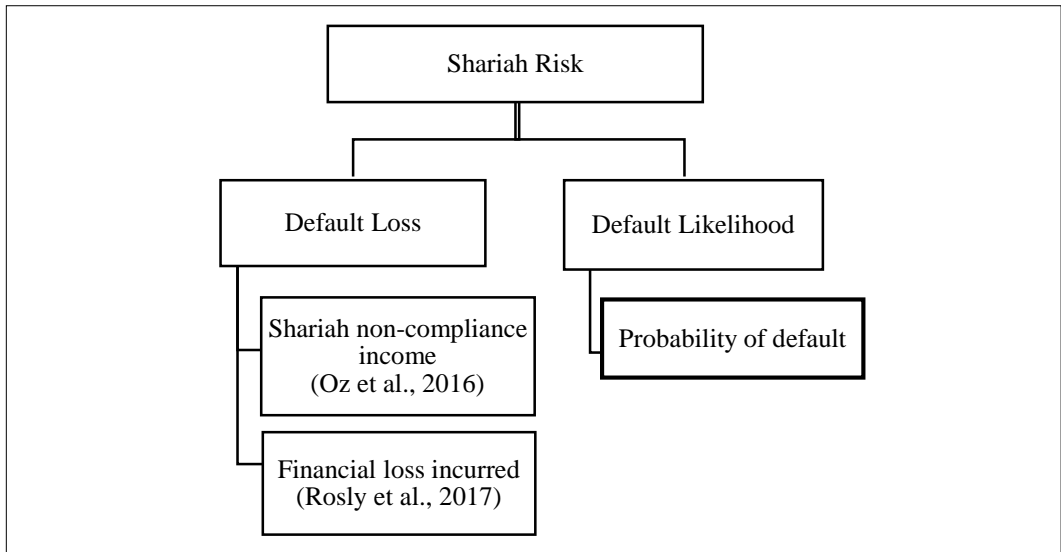 Shariah Risk
Default Loss
Default Likelihood
Shariah non-compliance
income
(Oz et al., 2016)
Probability of default
Financial loss incurred
(Rosly et al., 2017)